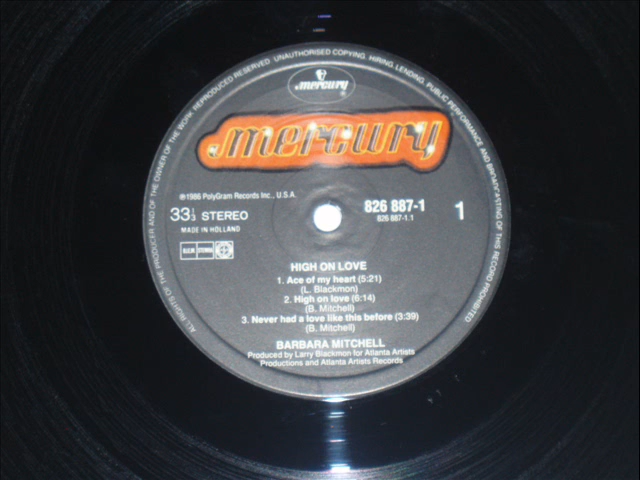 ALL RIGHTS OF THE PRODUCER AND OF THE OWNER OF THE WORK REPRODUCED RESERVED UNAUTHORISED COPYING, HIRING, LENDING, PUBLIC PERFORMANCE AND BROADCASTING OF THIS RECORD PROHIBITED
mercury
mercury
℗1986 PolyGram Records Inc., U.S.A.
33⅓ STEREO
MADE IN HOLLAND
826 887-1
826 887-1.1
1
B.I.E.M. STEMRA
HIGH ON LOVE
1. Ace of my heart (5:21)
(L. Blackmon)
2. High on love (6:14)
(B. Mitchell)
3. Never had a love like this before (3:39)
(B. Mitchell)
BARBARA MITCHELL
Produced by Larry Blackmon for Atlanta Artists
Productions and Atlanta Artists Records